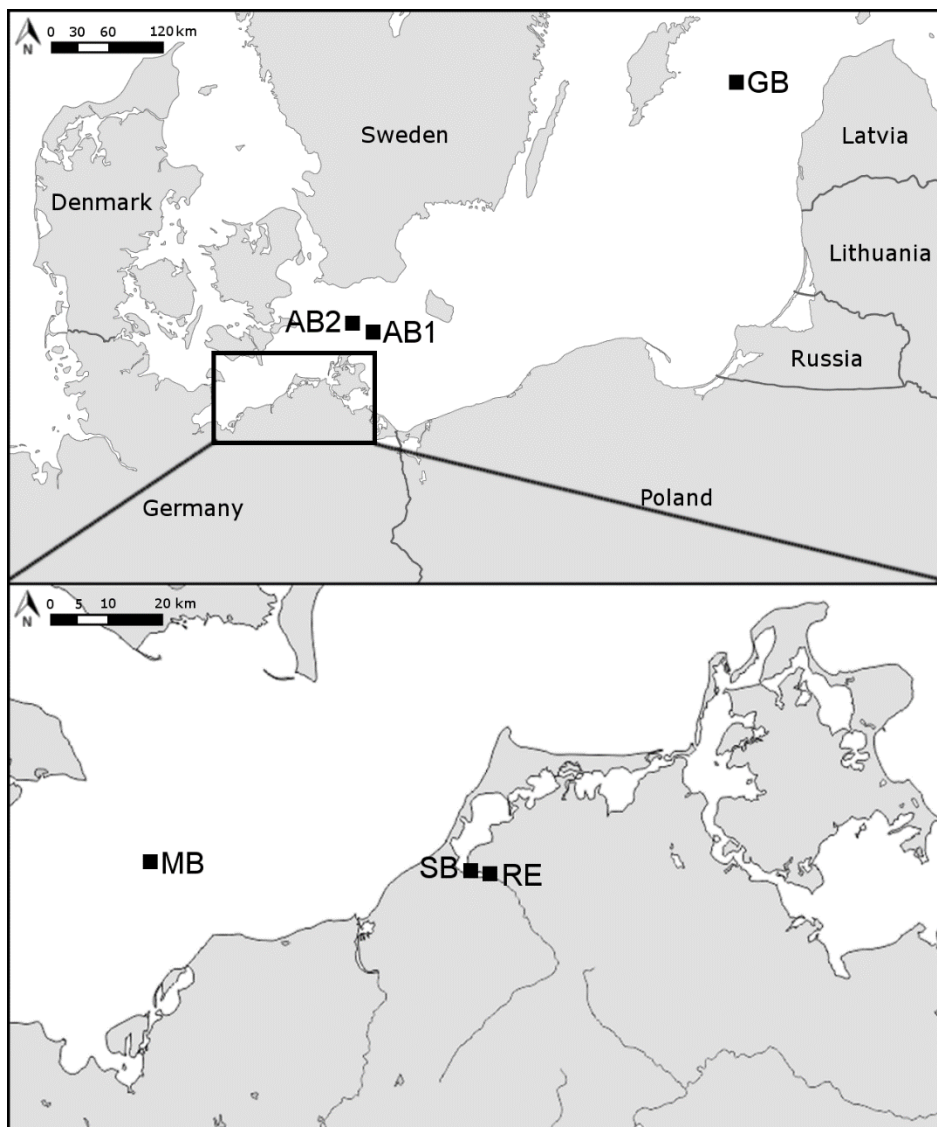 N
0 30 60 120 km
GB
Sweden
Latvia
Denmark
Lithuania
AB2
AB1
Russia
Germany
Poland
N
0 5 10 20 km
MB
SB
RE